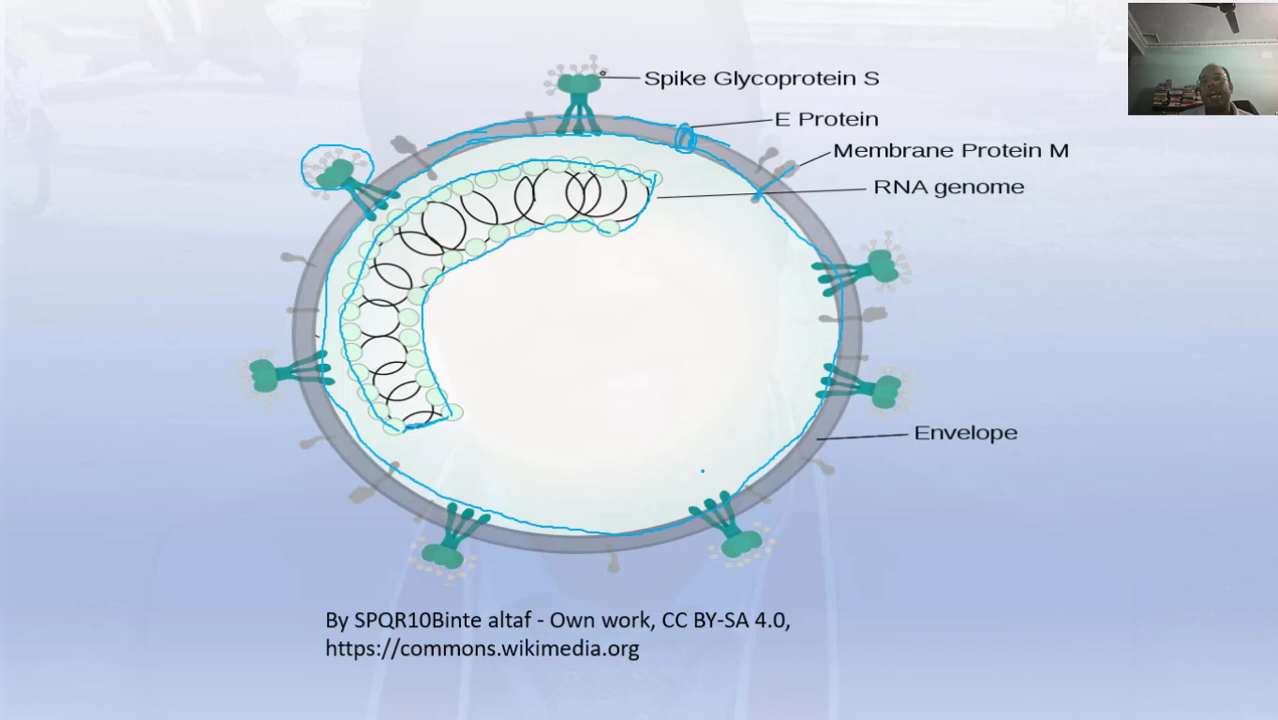 Spike Glycoprotein S
E Protein
Membrane Protein M
RNA genome
Envelope
By SPQR10Binte altaf - Own work, CC BY-SA 4.0,
https://commons.wikimedia.org